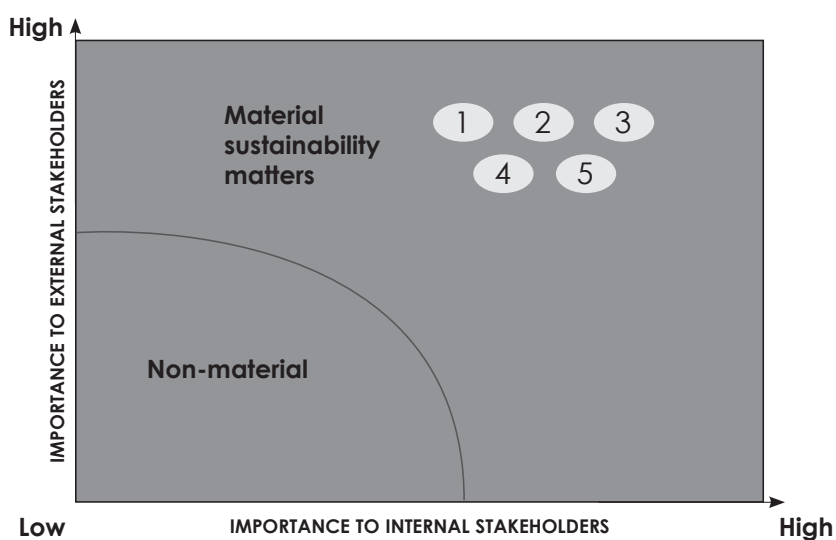 High
IMPORTANCE TO EXTERNAL STAKEHOLDERS
Material
sustainability
matters
1 2 3
4 5
Non-material
Low
IMPORTANCE TO INTERNAL STAKEHOLDERS
High